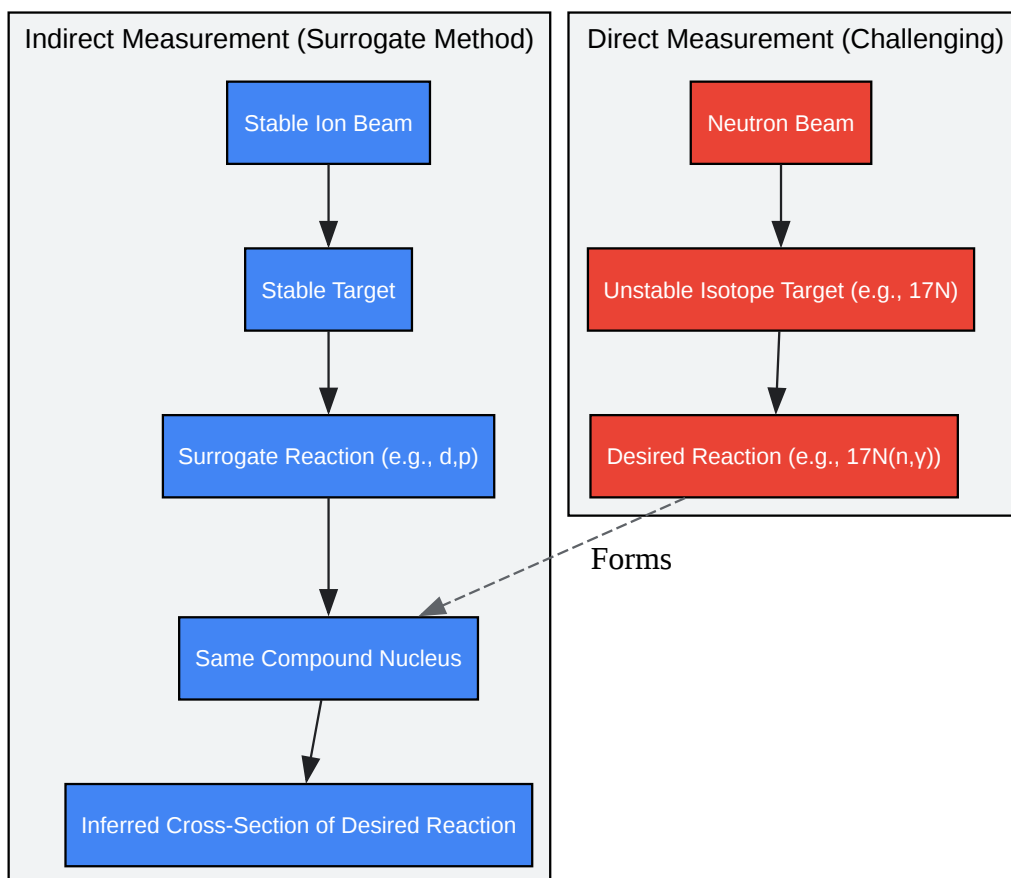 Indirect Measurement (Surrogate Method)
Stable Ion Beam
Stable Target
Surrogate Reaction (e.g., d,p)
Same Compound Nucleus
Inferred Cross-Section of Desired Reaction
Direct Measurement (Challenging)
Neutron Beam
Unstable Isotope Target (e.g., 17N)
Desired Reaction (e.g., 17N(n,γ))
Forms